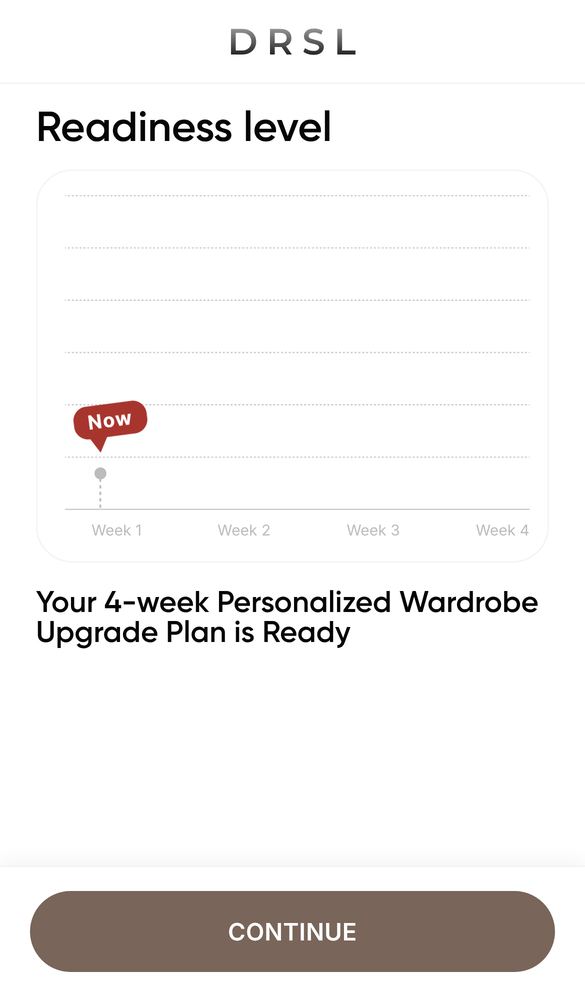 DRSL
Readiness level
Now
Week 1 Week 2 Week 3 Week 4
Your 4-week Personalized Wardrobe
Upgrade Plan is Ready
CONTINUE